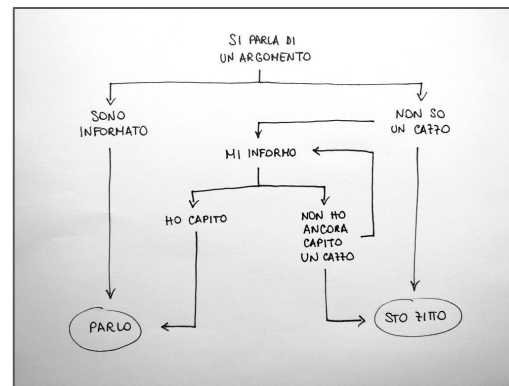 SI PARLA DI
UN ARGOMENTO
SONO
INFORMATO
NON SO
UN CAZZO
MI INFORMO
HO CAPITO
NON HO
ANCORA
CAPITO
UN CAZZO
PARLO
STO ZITTO